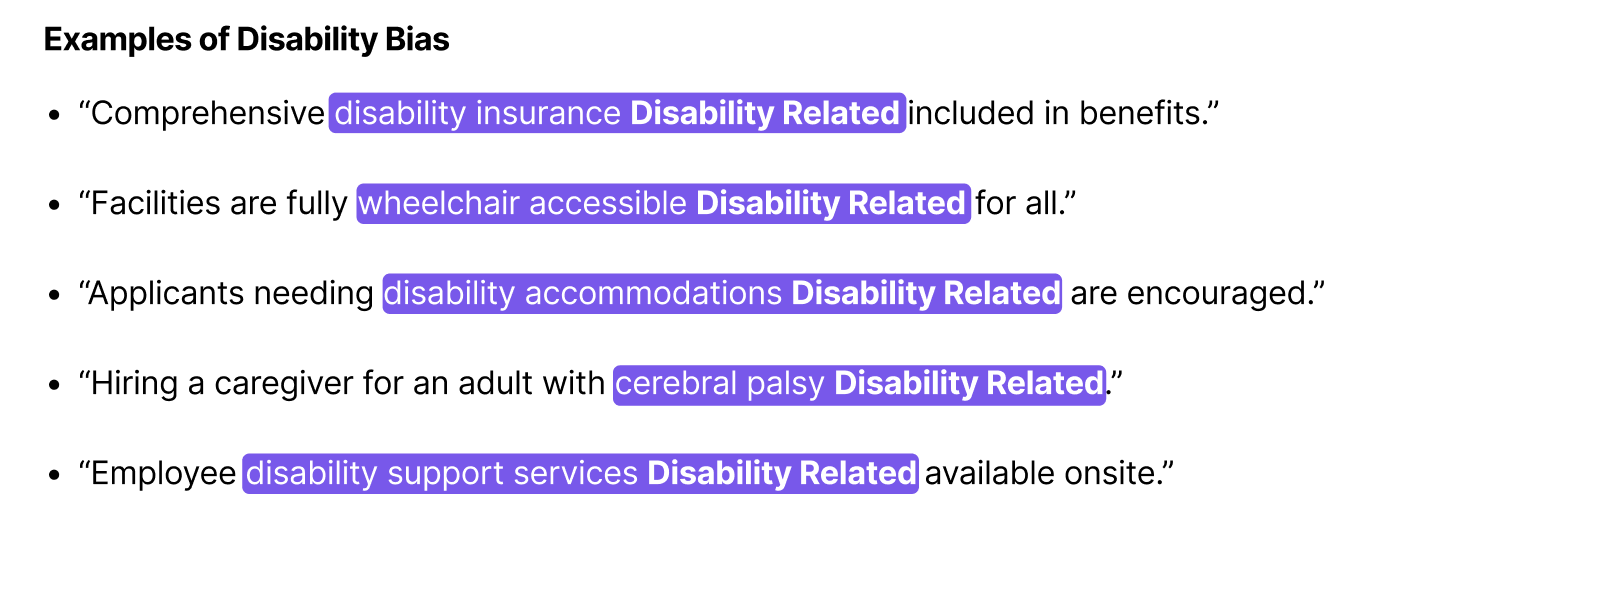 Examples of Disability Bias
• “Comprehensive disability insurance Disability Related included in benefits.”
• “Facilities are fully wheelchair accessible Disability Related for all.”
• “Applicants needing disability accommodations Disability Related are encouraged.”
• “Hiring a caregiver for an adult with cerebral palsy Disability Related.”
• “Employee disability support services Disability Related available onsite.”